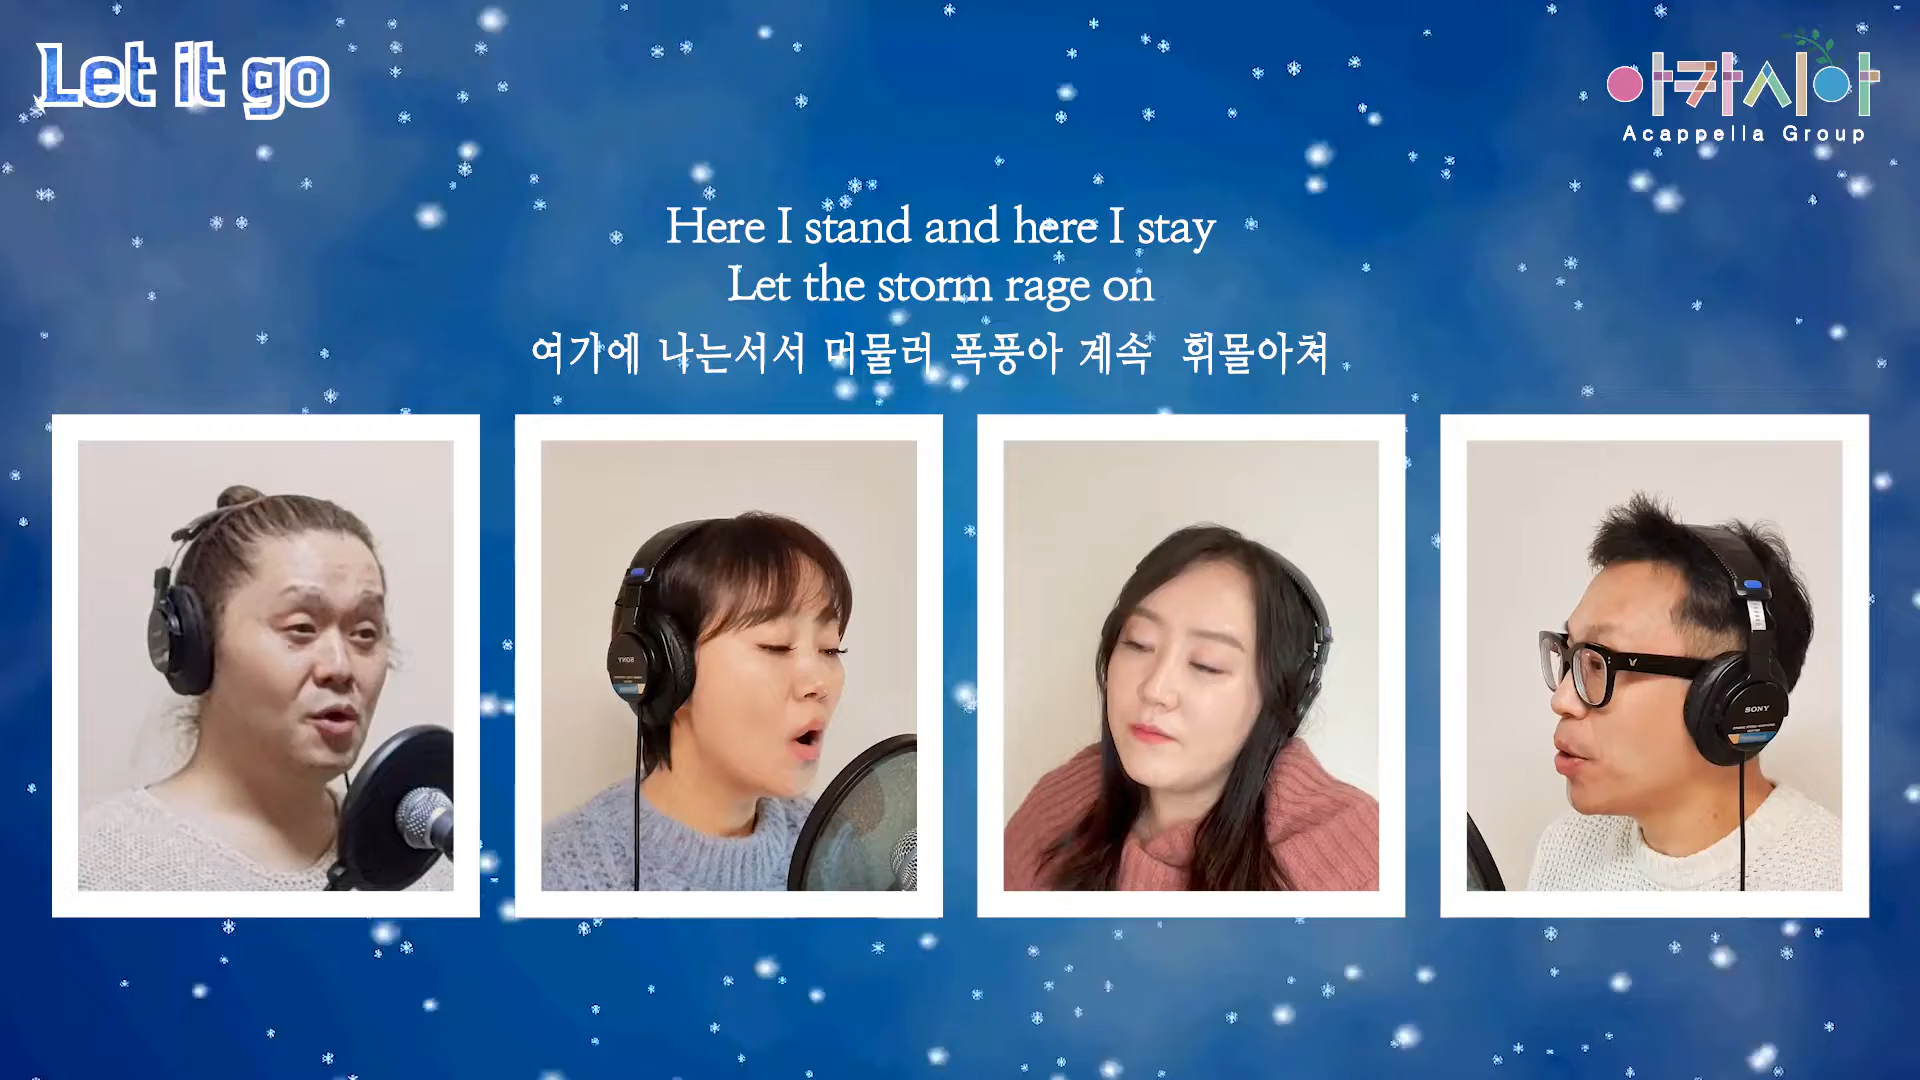 Let it go
아카시아
Acappella Group
Here I stand and here I stay
Let the storm rage on
여기에 나는서서 머물러 폭풍아 계속 휘몰아쳐
SONY
SONY